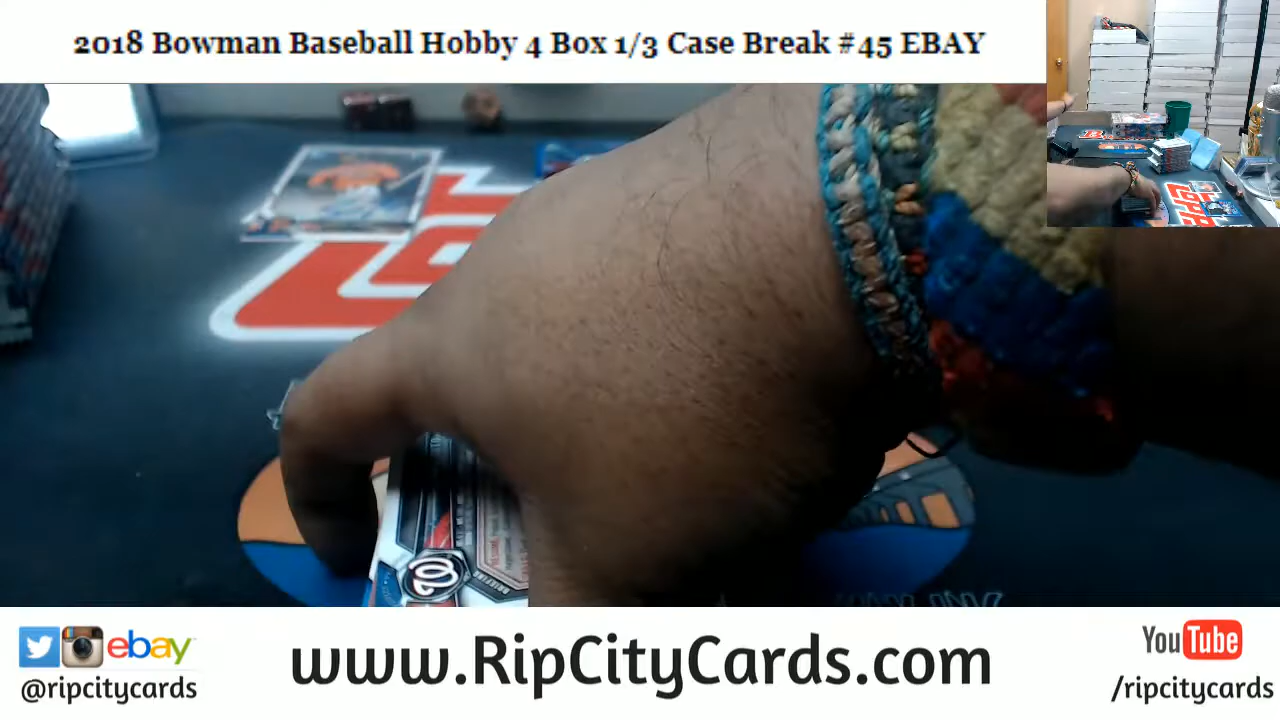 2018 Bowman Baseball Hobby 4 Box 1/3 Case Break #45 EBAY
W
ebay
@ripcitycards
www.RipCityCards.com
YouTube
/ripcitycards